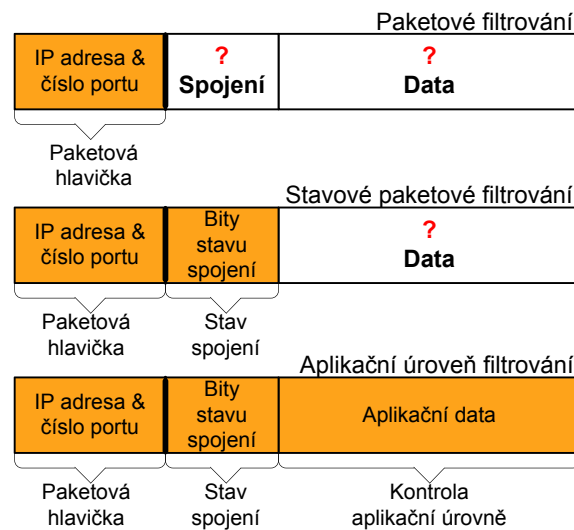 Paketové filtrování
IP adresa &
číslo portu
?
Spojení
?
Data
Paketová
hlavička
Stavové paketové filtrování
IP adresa &
číslo portu
Bity
stavu
spojení
?
Data
Paketová
hlavička
Stav
spojení
Aplikační úroveň filtrování
IP adresa &
číslo portu
Bity
stavu
spojení
Aplikační data
Paketová
hlavička
Stav
spojení
Kontrola
aplikační úrovně